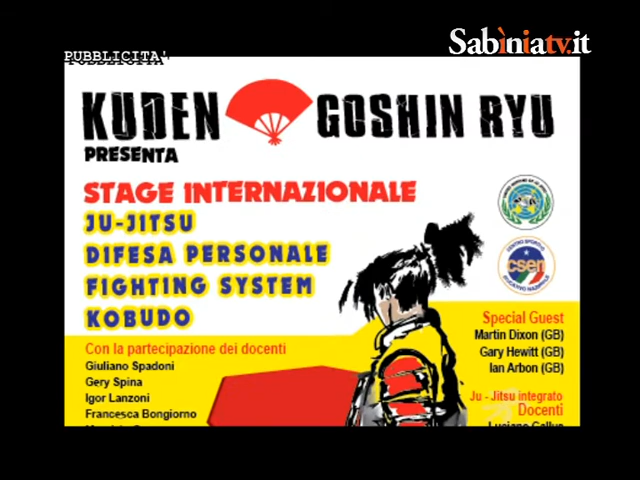 Sabìniatv.it
PUBBLICITA'
KUDEN GOSHIN RYU
PRESENTA
STAGE INTERNAZIONALE
JU-JITSU
DIFESA PERSONALE
FIGHTING SYSTEM
KOBUDO
csen
Con la partecipazione dei docenti
Giuliano Spadoni
Gery Spina
Igor Lanzoni
Francesca Bongiorno
Special Guest
Martin Dixon (GB)
Gary Hewitt (GB)
Ian Arbon (GB)
Ju - Jitsu integrato
Docenti